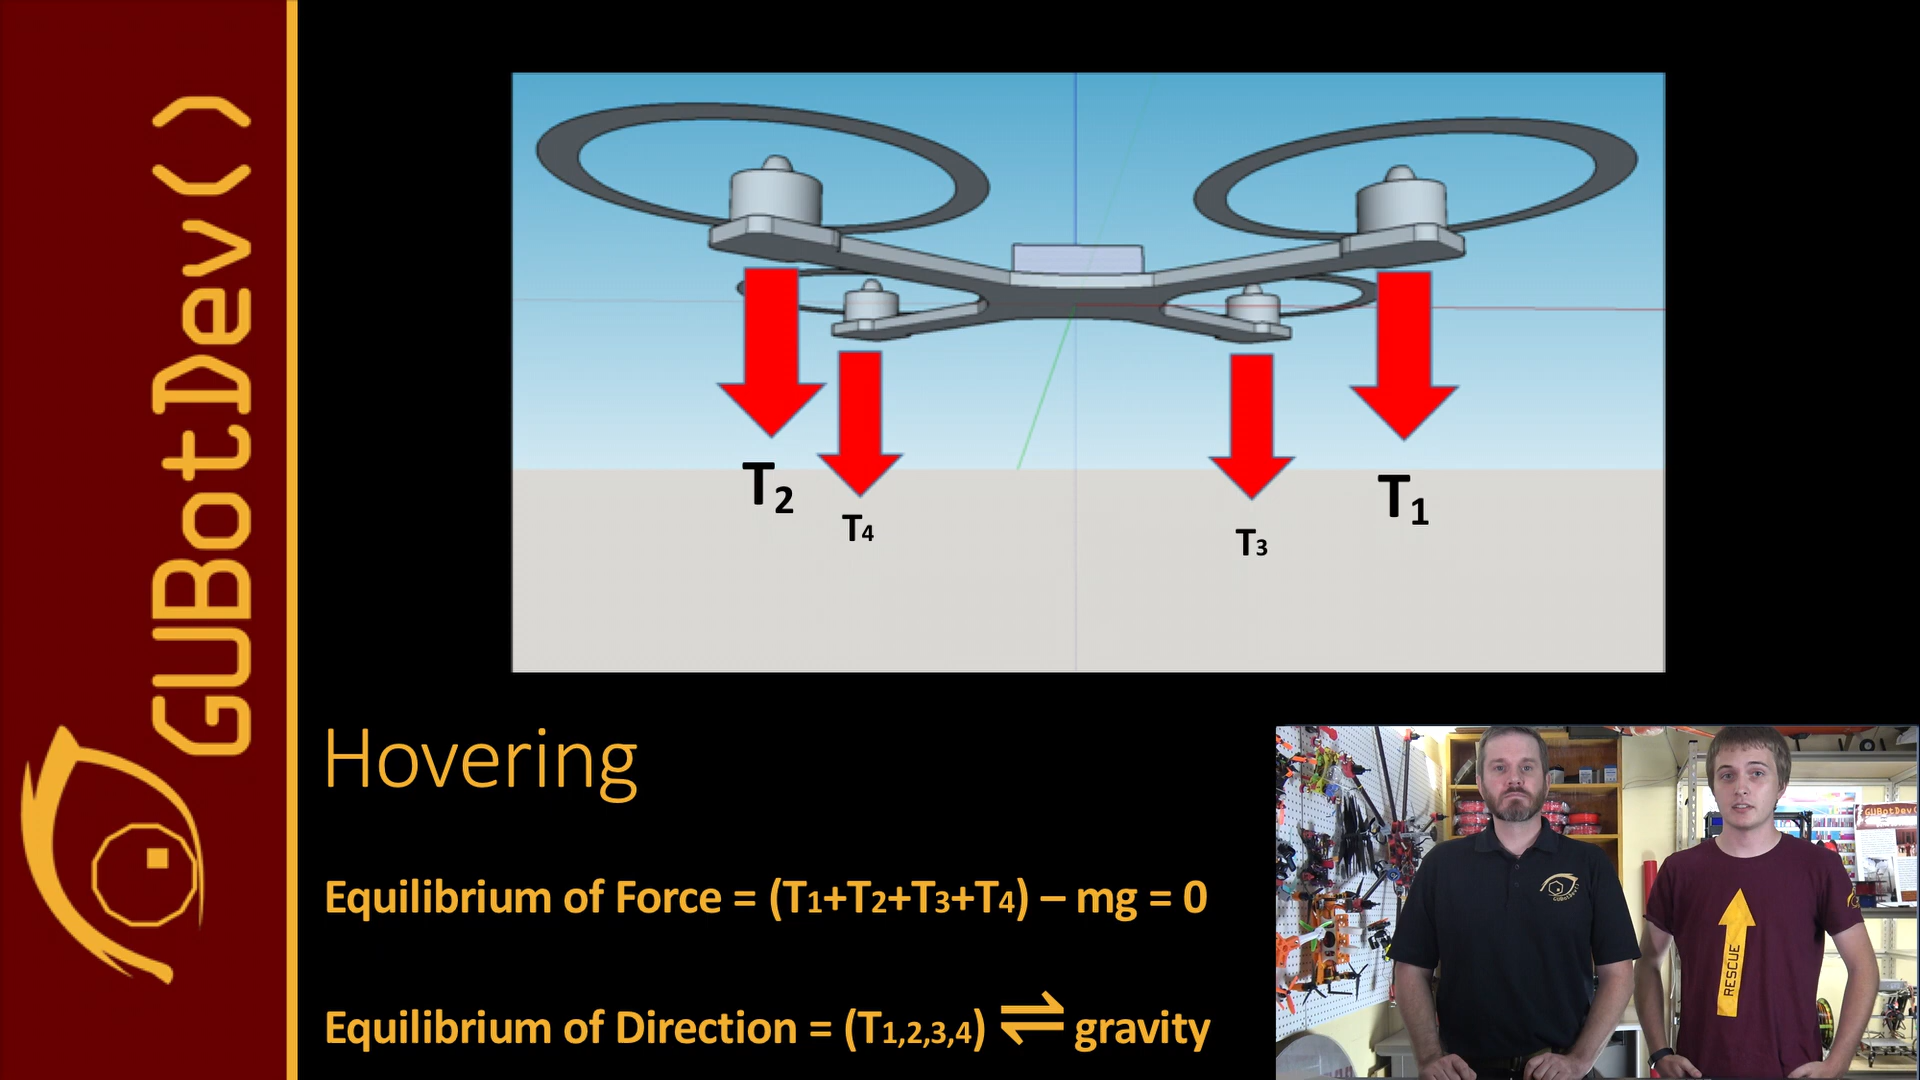 GUBotDev()
T2
T4
T3
T1
Hovering
Equilibrium of Force = (T1+T2+T3+T4) – mg = 0
Equilibrium of Direction = (T1,2,3,4) ⇌ gravity
RESCUE
GUBotDev